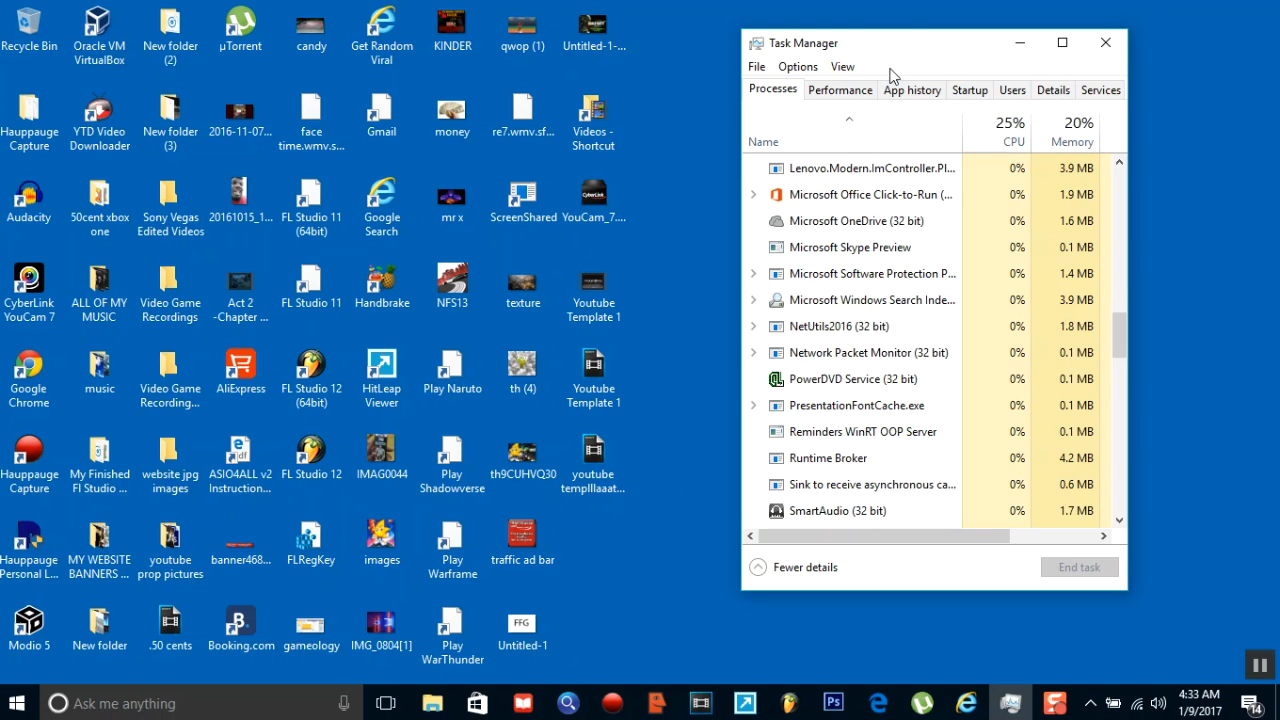 Recycle Bin
Oracle VM
VirtualBox
New folder
(2)
µTorrent
candy
Get Random
Viral
KINDER
qwop (1)
Untitled-1-...
Hauppauge
Capture
YTD Video
Downloader
New folder
(3)
2016-11-07...
face
time.wmv.s...
Gmail
money
re7.wmv.sf...
Videos -
Shortcut
Audacity
50cent xbox
one
Sony Vegas
Edited Videos
20161015_1...
FL Studio 11
(64bit)
Google
Search
mr x
ScreenShared
YouCam_7....
CyberLink
YouCam 7
ALL OF MY
MUSIC
Video Game
Recordings
Act 2
-Chapter ...
FL Studio 11
Handbrake
NFS13
texture
Youtube
Template 1
Google
Chrome
music
Video Game
Recording...
AliExpress
FL Studio 12
(64bit)
HitLeap
Viewer
Play Naruto
th (4)
Youtube
Template 1
Hauppauge
Capture
My Finished
Fl Studio ...
website jpg
images
ASIO4ALL v2
Instruction...
FL Studio 12
IMAG0044
Play
Shadowverse
th9CUHVQ30
youtube
templllaaat...
Hauppauge
Personal L...
MY WEBSITE
BANNERS ...
youtube
prop pictures
banner468...
FLRegKey
images
Play
Warframe
traffic ad bar
Modio 5
New folder
.50 cents
Booking.com
gameology
IMG_0804[1]
Play
WarThunder
FFG
Untitled-1
Task Manager
File Options View
Processes Performance App history Startup Users Details Services
25% 20%
Name CPU Memory
Lenovo.Modern.ImController.Pl... 0% 3.9 MB
Microsoft Office Click-to-Run (... 0% 1.9 MB
Microsoft OneDrive (32 bit) 0% 1.6 MB
Microsoft Skype Preview 0% 0.1 MB
Microsoft Software Protection P... 0% 1.4 MB
Microsoft Windows Search Inde... 0% 3.9 MB
NetUtils2016 (32 bit) 0% 1.8 MB
Network Packet Monitor (32 bit) 0% 0.1 MB
PowerDVD Service (32 bit) 0% 0.1 MB
PresentationFontCache.exe 0% 0.1 MB
Reminders WinRT OOP Server 0% 0.1 MB
Runtime Broker 0% 4.2 MB
Sink to receive asynchronous ca... 0% 0.6 MB
SmartAudio (32 bit) 0% 1.7 MB
Fewer details End task
Ask me anything
Ps
4:33 AM
1/9/2017
14